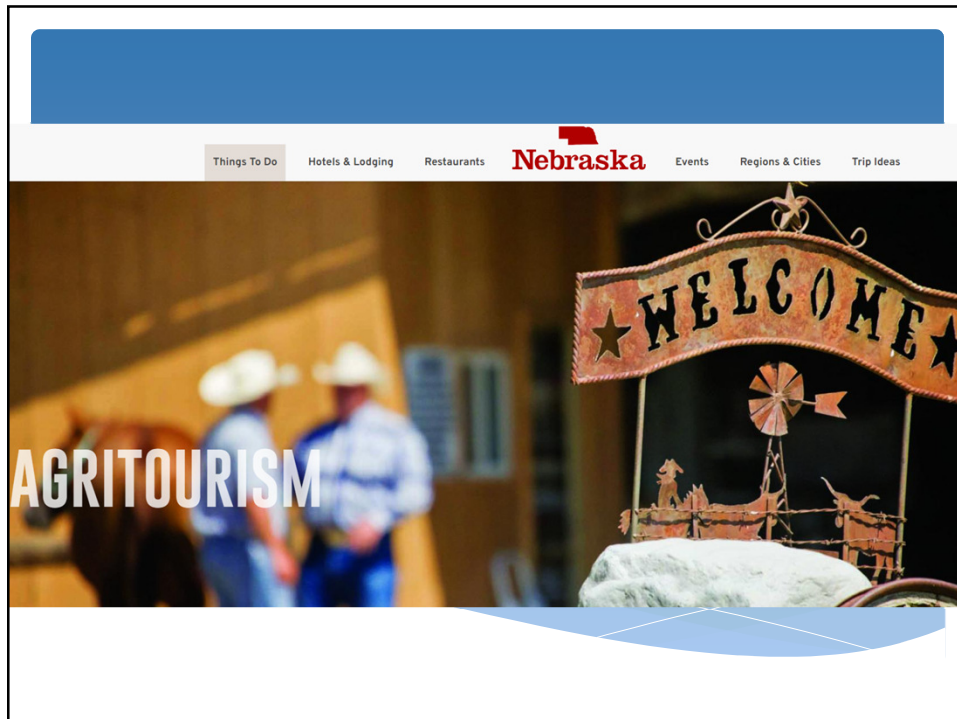 Things To Do Hotels & Lodging Restaurants Nebraska Events Regions & Cities Trip Ideas
WELCOME
AGRITOURISM